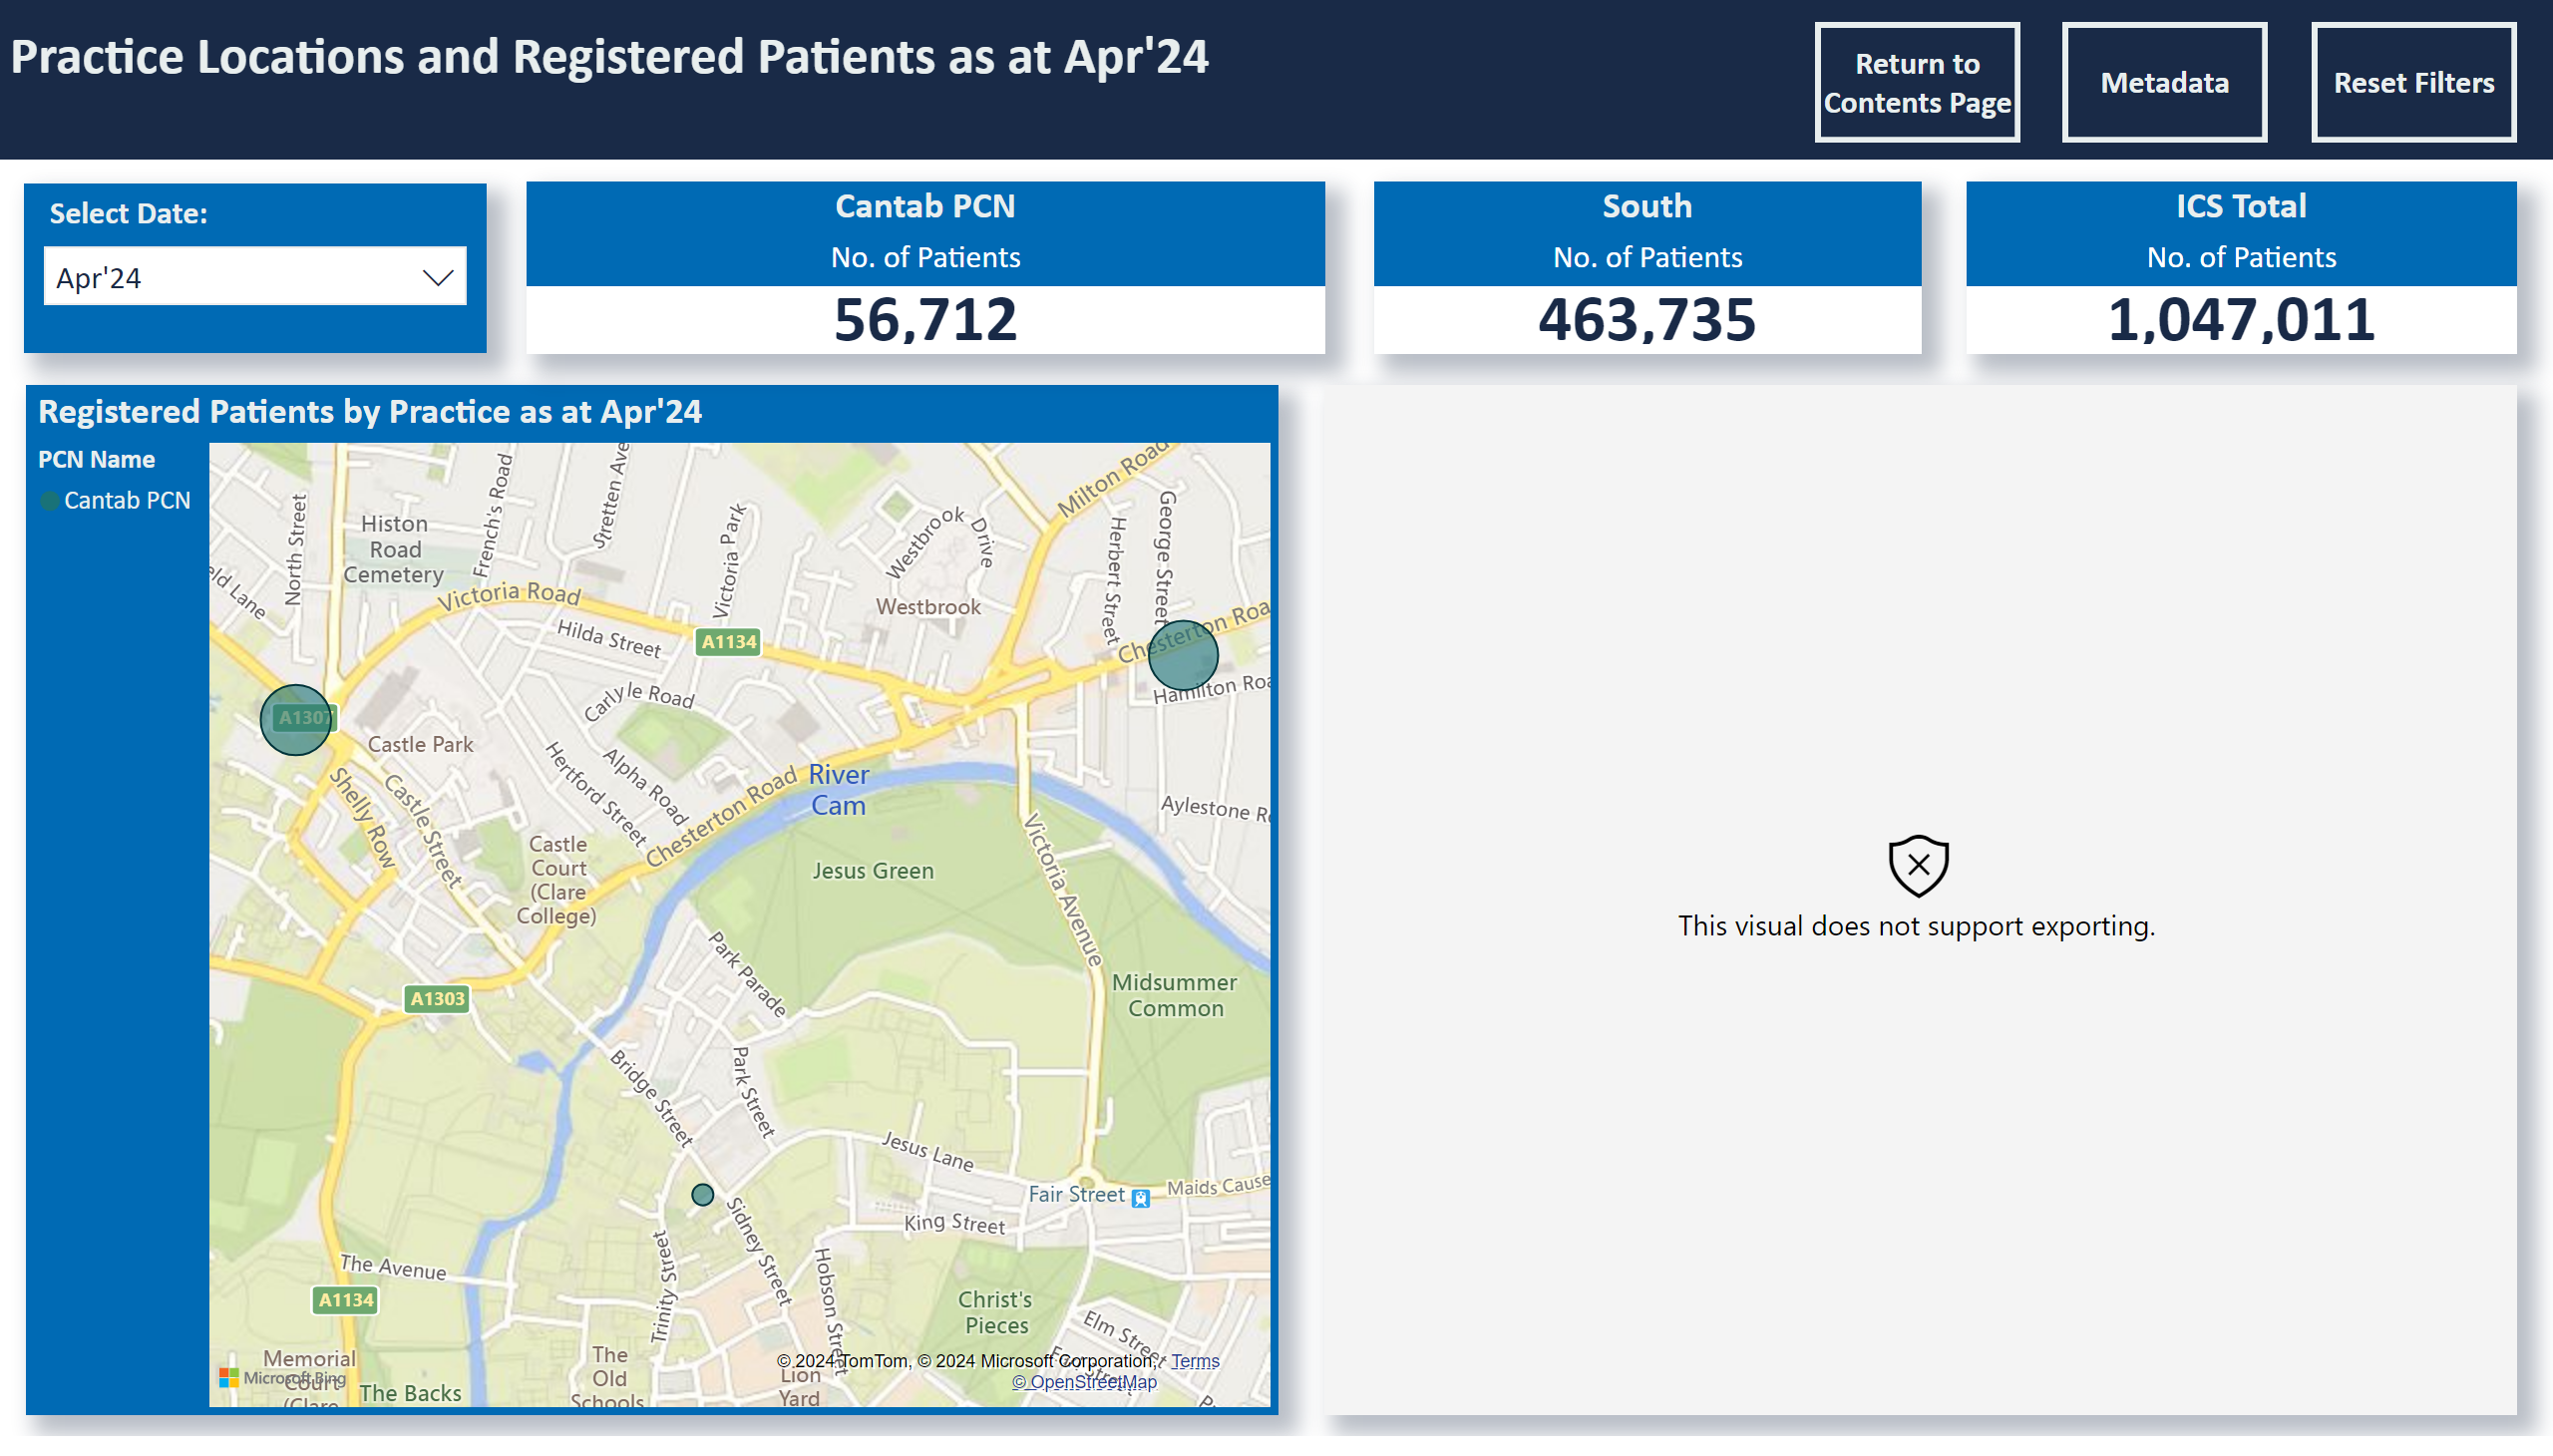 Practice Locations and Registered Patients as at Apr'24
Return to
Contents Page
Metadata
Reset Filters
Select Date:
Apr'24
Cantab PCN
No. of Patients
56,712
South
No. of Patients
463,735
ICS Total
No. of Patients
1,047,011
Registered Patients by Practice as at Apr'24
PCN Name
Cantab PCN
North Street
Histon
Road
Cemetery
French's Road
Stretten Ave
Victoria Park
Westbrook Drive
Milton Road
Herbert Street
George Street
eld Lane
Victoria Road
Hilda Street
A1134
Westbrook
Chesterton Roa
Hamilton Roa
Carlyle Road
A1307
Castle Park
Shelly Row
Castle Street
Hertford Street
Alpha Road
Chesterton Road
River
Cam
Aylestone R
Castle
Court
(Clare
College)
Jesus Green
Victoria Avenue
Park Parade
Midsummer
Common
A1303
Bridge Street
Park Street
Jesus Lane
Fair Street
Maids Cause
King Street
Sidney Street
Trinity Street
Hobson Street
The Avenue
A1134
Christ's
Pieces
Elm Street
Memorial
Court
(Clare
The Backs
The
Old
Schools
Lion
Yard
Microsoft Bing
© 2024 TomTom, © 2024 Microsoft Corporation, Terms
© OpenStreetMap
This visual does not support exporting.